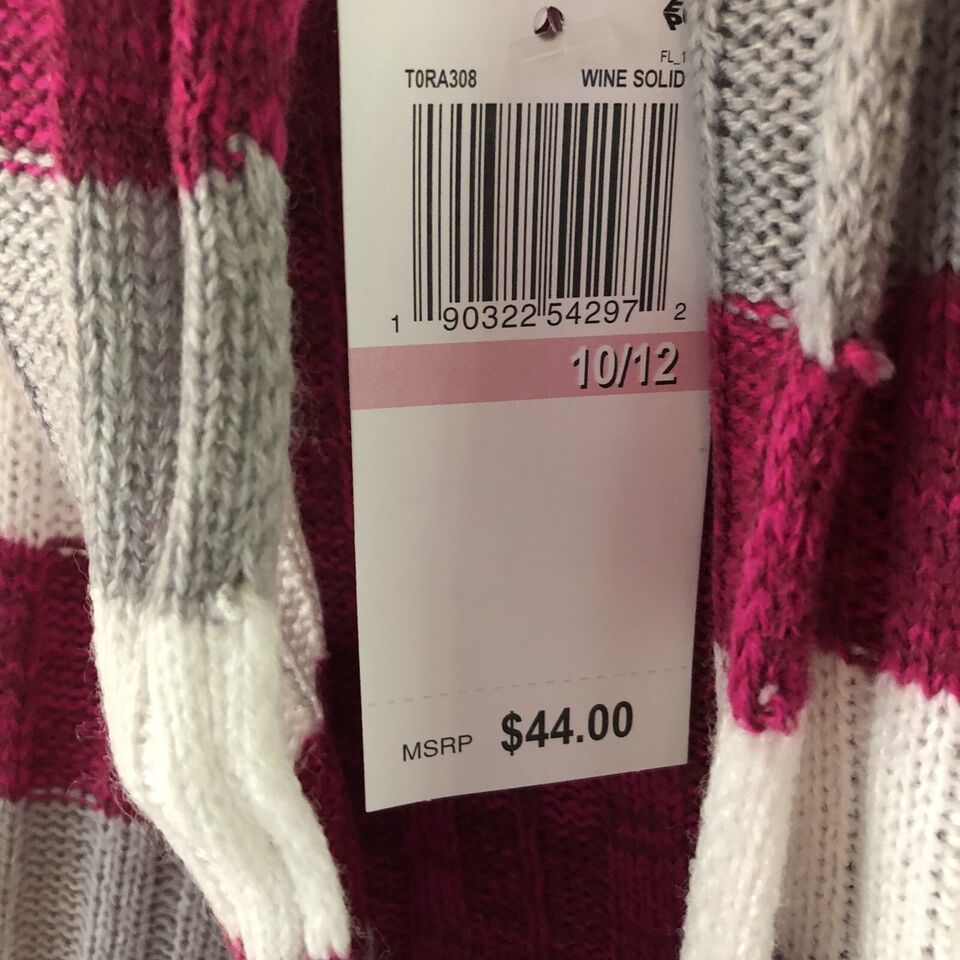 FL_1
T0RA308 WINE SOLID
1 90322 54297 2
10/12
MSRP $44.00